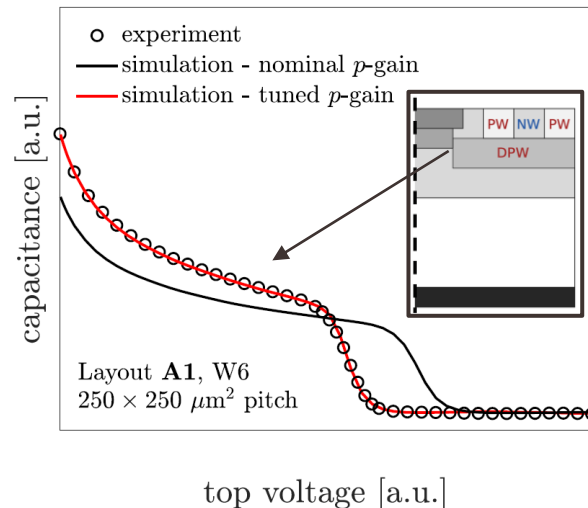 experiment
simulation - nominal p-gain
simulation - tuned p-gain
PW NW PW
DPW
capacitance [a.u.]
Layout A1, W6
250 × 250 μm² pitch
top voltage [a.u.]